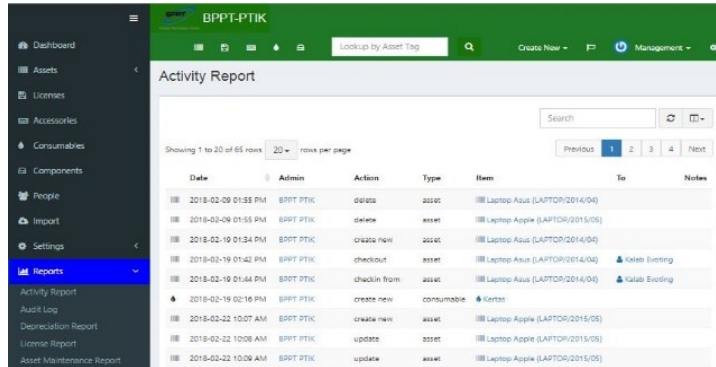 BPPT-PTIK
Lookup by Asset Tag
Create New
Management
Dashboard
Assets
Licenses
Accessories
Consumables
Components
People
Import
Settings
Reports
Activity Report
Audit Log
Depreciation Report
License Report
Asset Maintenance Report
Activity Report
Search
Showing 1 to 20 of 65 rows 20 rows per page
Previous 1 2 3 4 Next
Date Admin Action Type Item To Notes
2018-02-09 01:55 PM BPPT PTIK delete asset Laptop Asus (LAPTOP/2014/04)
2018-02-09 01:55 PM BPPT PTIK delete asset Laptop Apple (LAPTOP/2015/05)
2018-02-19 01:34 PM BPPT PTIK create new asset Laptop Asus (LAPTOP/2014/04)
2018-02-19 01:42 PM BPPT PTIK checkout asset Laptop Asus (LAPTOP/2014/04) Kalab Evoting
2018-02-19 01:44 PM BPPT PTIK checkin from asset Laptop Asus (LAPTOP/2014/04) Kalab Evoting
2018-02-19 02:16 PM BPPT PTIK create new consumable Kertas
2018-02-22 10:07 AM BPPT PTIK create new asset Laptop Apple (LAPTOP/2015/05)
2018-02-22 10:08 AM BPPT PTIK update asset Laptop Apple (LAPTOP/2015/05)
2018-02-22 10:09 AM BPPT PTIK update asset Laptop Apple (LAPTOP/2015/05)